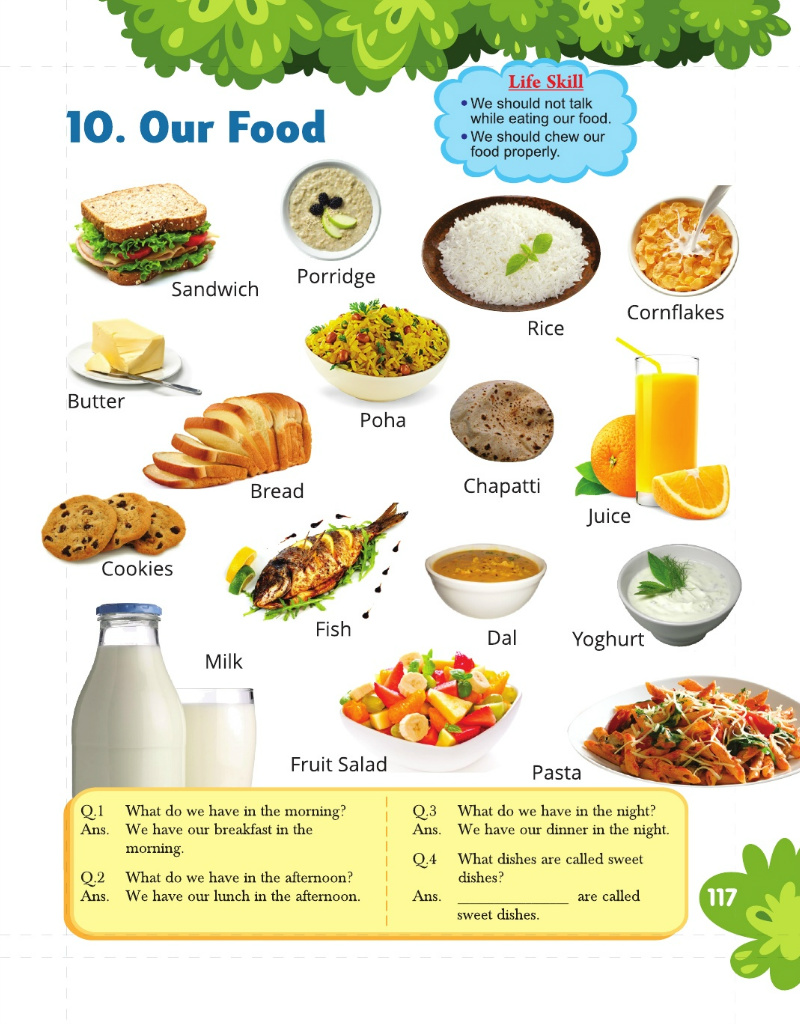 Life Skill
• We should not talk
while eating our food.
• We should chew our
food properly.
10. Our Food
Sandwich
Porridge
Rice
Cornflakes
Butter
Poha
Bread
Chapatti
Juice
Cookies
Fish
Dal
Yoghurt
Milk
Fruit Salad
Pasta
Q.1 What do we have in the morning?
Ans. We have our breakfast in the
morning.
Q.2 What do we have in the afternoon?
Ans. We have our lunch in the afternoon.
Q.3 What do we have in the night?
Ans. We have our dinner in the night.
Q.4 What dishes are called sweet
dishes?
Ans. _______________ are called
sweet dishes.
117